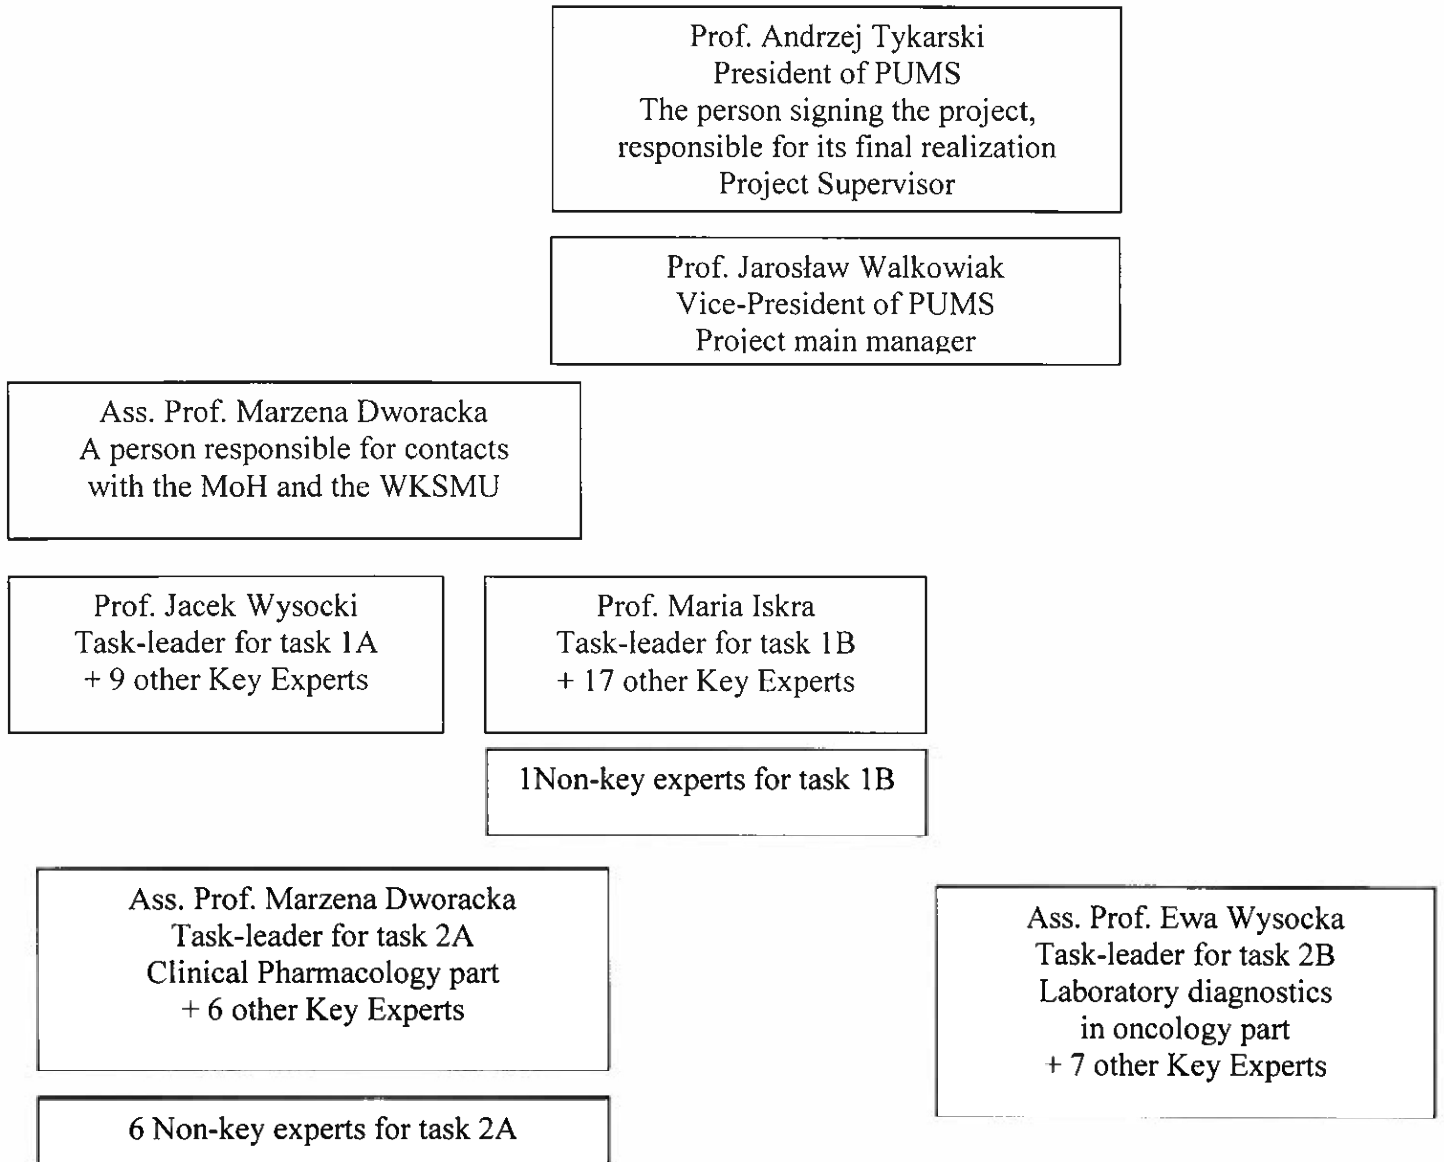 Prof. Andrzej Tykarski
President of PUMS
The person signing the project,
responsible for its final realization
Project Supervisor
Prof. Jarosław Walkowiak
Vice-President of PUMS
Project main manager
Ass. Prof. Marzena Dworacka
A person responsible for contacts
with the MoH and the WKSMU
Prof. Jacek Wysocki
Task-leader for task 1A
+ 9 other Key Experts
Prof. Maria Iskra
Task-leader for task 1B
+ 17 other Key Experts
1Non-key experts for task 1B
Ass. Prof. Marzena Dworacka
Task-leader for task 2A
Clinical Pharmacology part
+ 6 other Key Experts
Ass. Prof. Ewa Wysocka
Task-leader for task 2B
Laboratory diagnostics
in oncology part
+ 7 other Key Experts
6 Non-key experts for task 2A